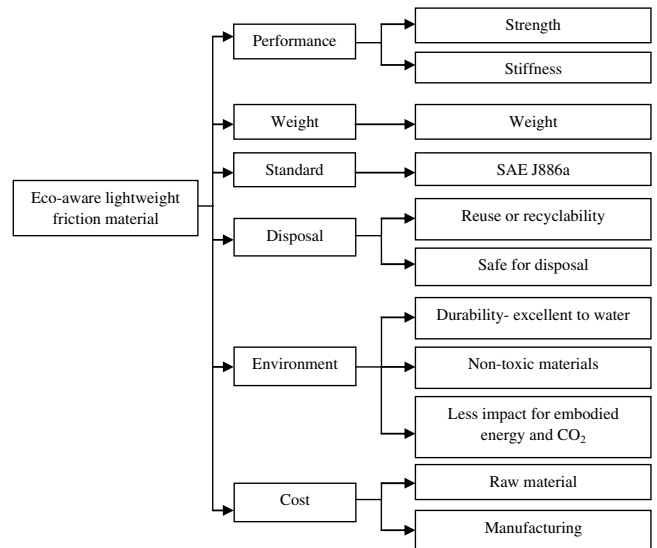 Eco-aware lightweight
friction material
Performance
Strength
Stiffness
Weight
Weight
Standard
SAE J886a
Disposal
Reuse or recyclability
Safe for disposal
Environment
Durability- excellent to water
Non-toxic materials
Less impact for embodied
energy and CO₂
Cost
Raw material
Manufacturing